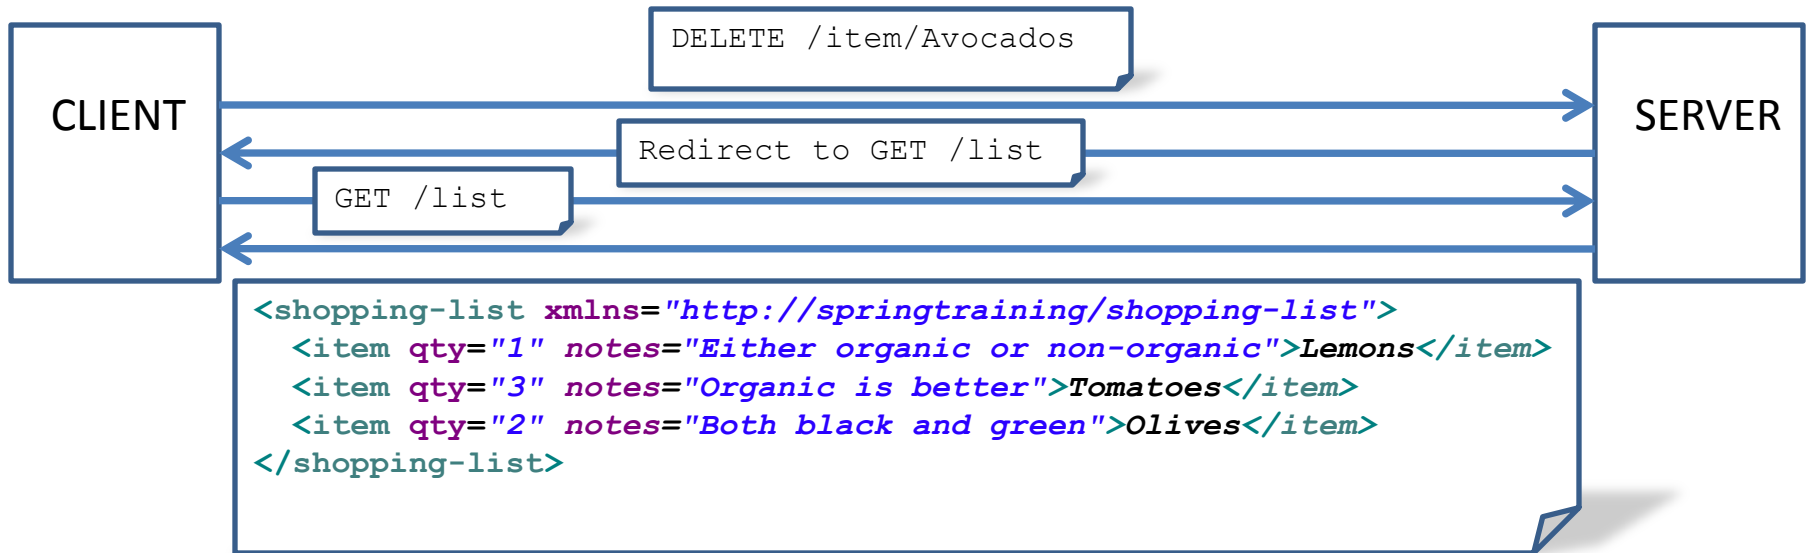 DELETE /item/Avocados
CLIENT
SERVER
Redirect to GET /list
GET /list
<shopping-list xmlns="http://springtraining/shopping-list">
<item qty="1" notes="Either organic or non-organic">Lemons</item>
<item qty="3" notes="Organic is better">Tomatoes</item>
<item qty="2" notes="Both black and green">Olives</item>
</shopping-list>